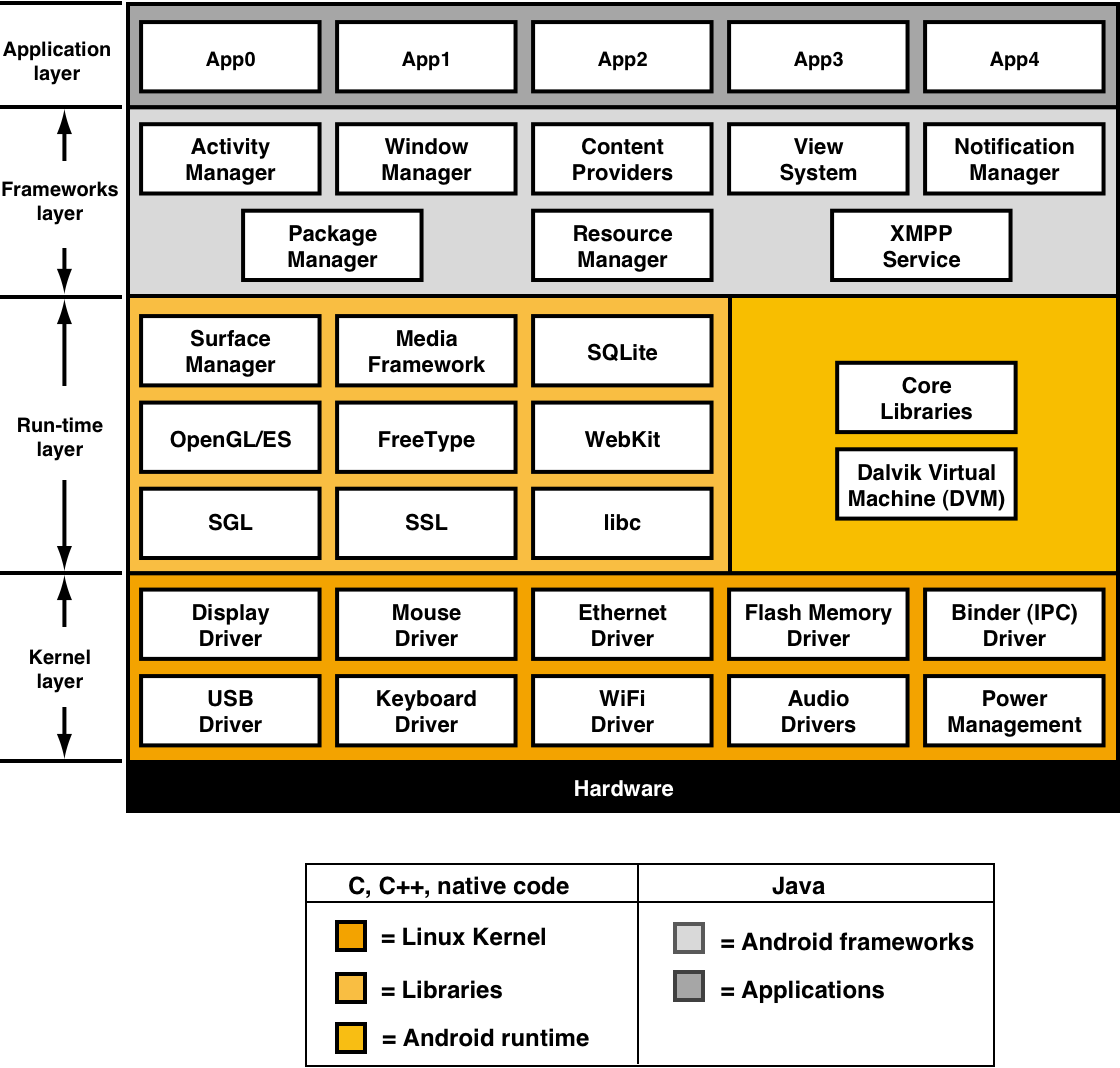 Application
layer
App0
App1
App2
App3
App4
Frameworks
layer
Activity
Manager
Window
Manager
Content
Providers
View
System
Notification
Manager
Package
Manager
Resource
Manager
XMPP
Service
Run-time
layer
Surface
Manager
Media
Framework
SQLite
OpenGL/ES
FreeType
WebKit
SGL
SSL
libc
Core
Libraries
Dalvik Virtual
Machine (DVM)
Kernel
layer
Display
Driver
Mouse
Driver
Ethernet
Driver
Flash Memory
Driver
Binder (IPC)
Driver
USB
Driver
Keyboard
Driver
WiFi
Driver
Audio
Drivers
Power
Management
Hardware
C, C++, native code
= Linux Kernel
= Libraries
= Android runtime
Java
= Android frameworks
= Applications